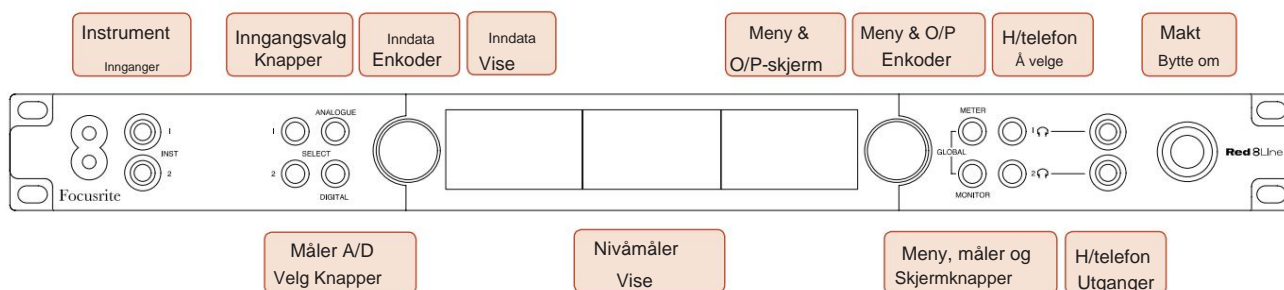 Instrument
Innganger
Inngangsvalg
Knapper
Inndata
Enkoder
Inndata
Vise
Meny &
O/P-skjerm
Meny & O/P
Enkoder
H/telefon
Å velge
Makt
Bytte om
ANALOGUE
METER
1
1
1
INST
SELECT
GLOBAL
Red 8Line
2
2
2
Focusrite
DIGITAL
MONITOR
Måler A/D
Velg Knapper
Nivåmåler
Vise
Meny, måler og
Skjermknapper
H/telefon
Utganger